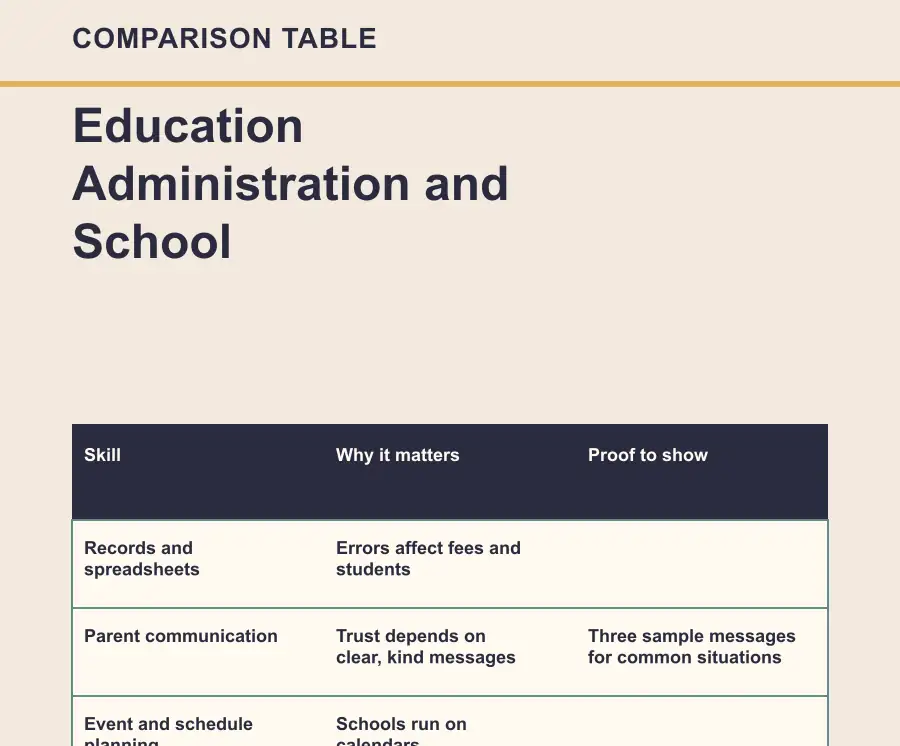 COMPARISON TABLE
Education
Administration and
School
Skill
Why it matters
Proof to show
Records and
spreadsheets
Errors affect fees and
students
Parent communication
Trust depends on
clear, kind messages
Three sample messages
for common situations
Event and schedule
planning
Schools run on
calendars